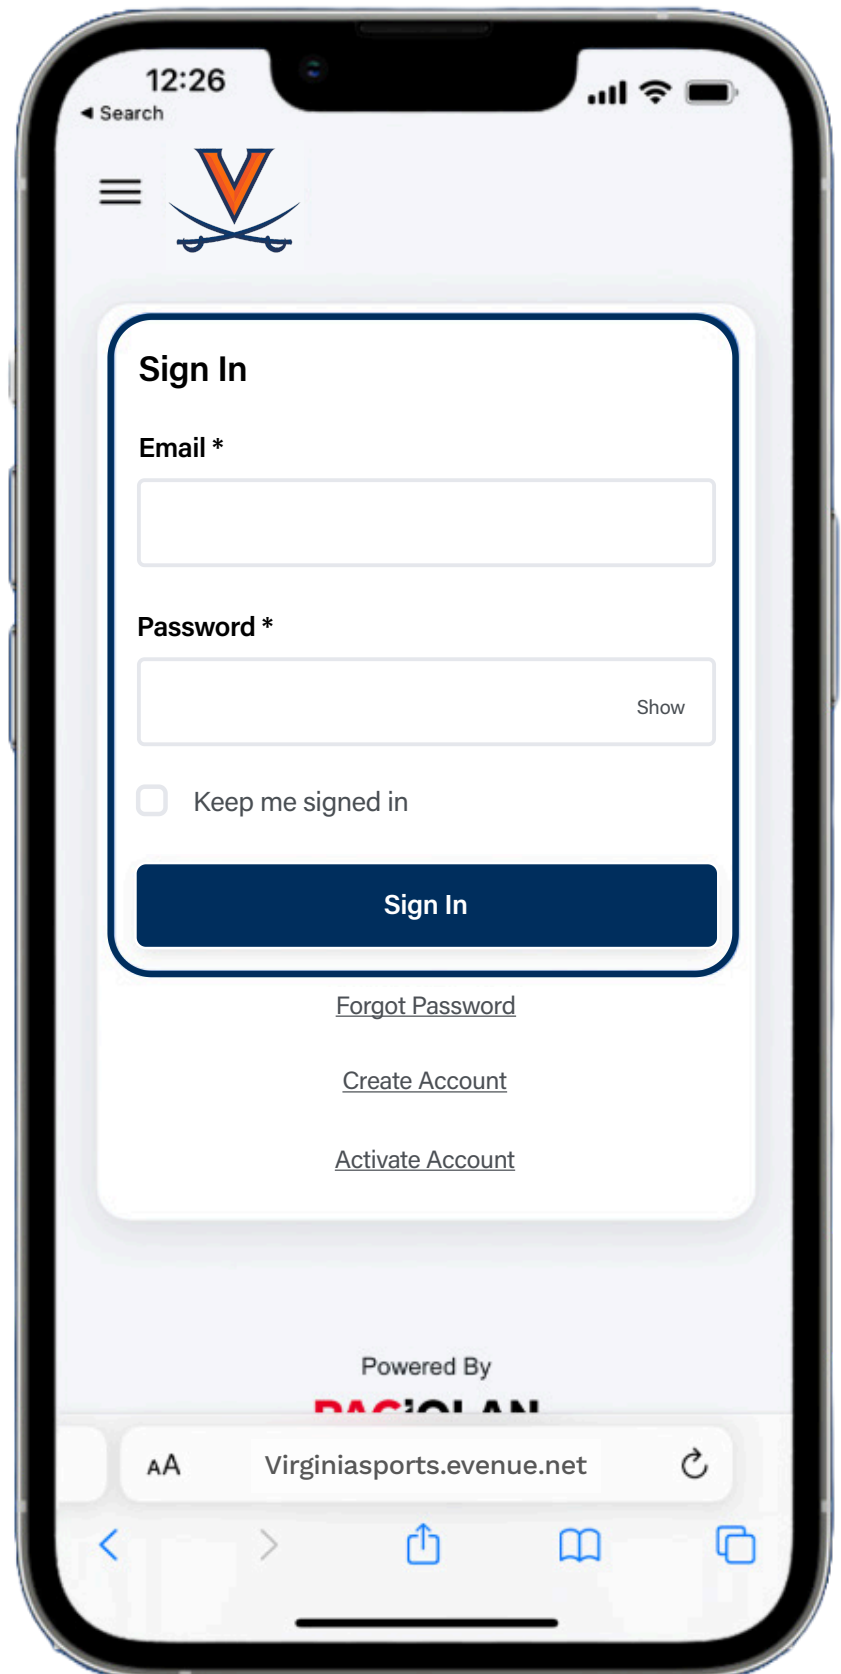 12:26
◀ Search
Sign In
Email *
Password *
Show
Keep me signed in
Sign In
Forgot Password
Create Account
Activate Account
Powered By
PACIOLAN
AA Virginiasports.evenue.net